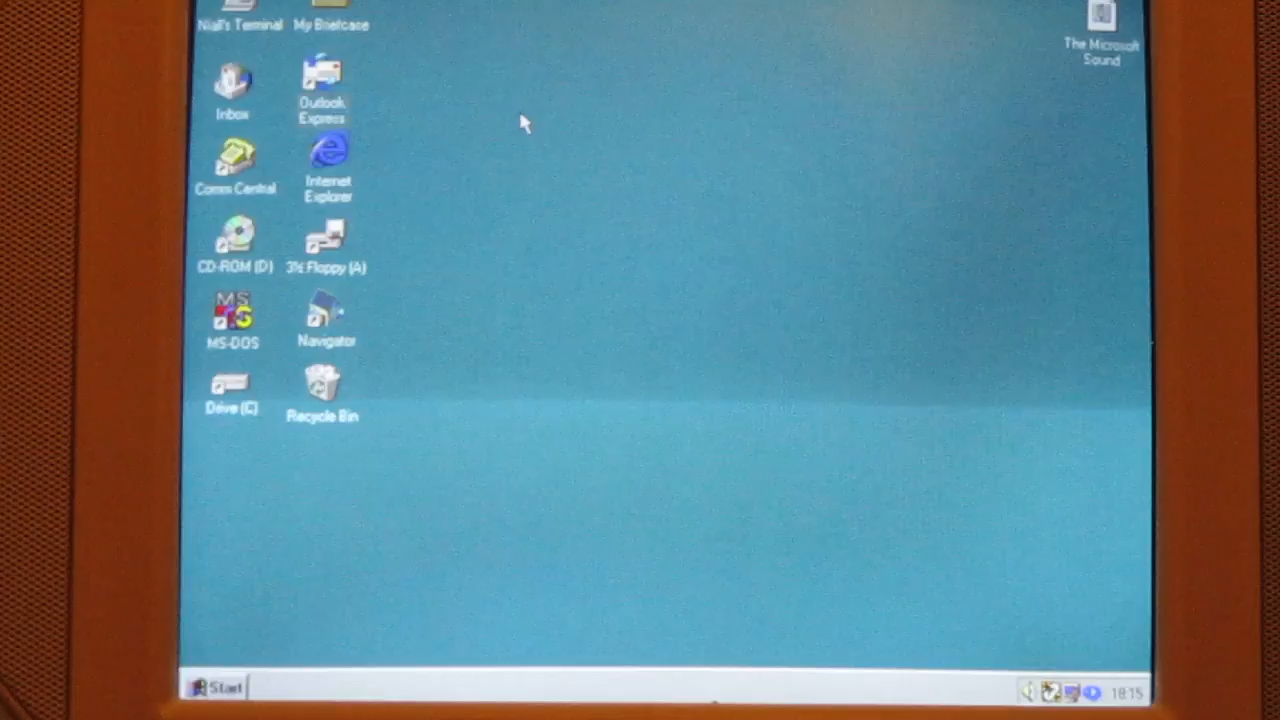 Niall's Terminal
My Briefcase
The Microsoft
Sound
Inbox
Outlook
Express
Comms Central
Internet
Explorer
CD-ROM (D)
3½ Floppy (A)
MS
MS-DOS
Navigator
Drive (C)
Recycle Bin
Start
18:15